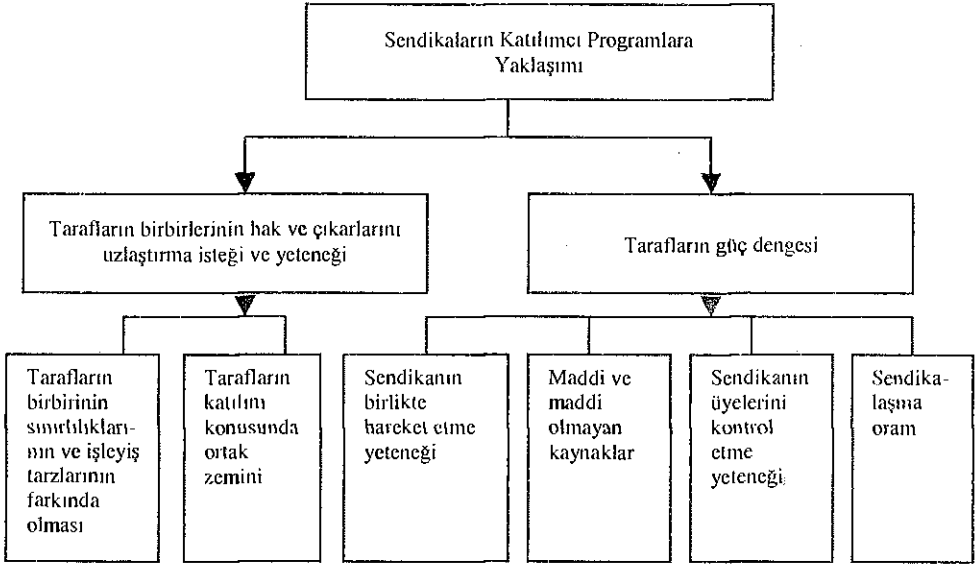 Sendikaların Katılımcı Programlara
Yaklaşımı
Tarafların birbirlerinin hak ve çıkarlarını
uzlaştırma isteği ve yeteneği
Tarafların güç dengesi
Tarafların
birbirinin
sınırlılıkları-
nın ve işleyiş
tarzlarının
farkında
olması
Tarafların
katılım
konusunda
ortak
zemini
Sendikanın
birlikte
hareket etme
yeteneği
Maddi ve
maddi
olmayan
kaynaklar
Sendikanın
üyelerini
kontrol
etme
yeteneği
Sendika-
laşma
oranı